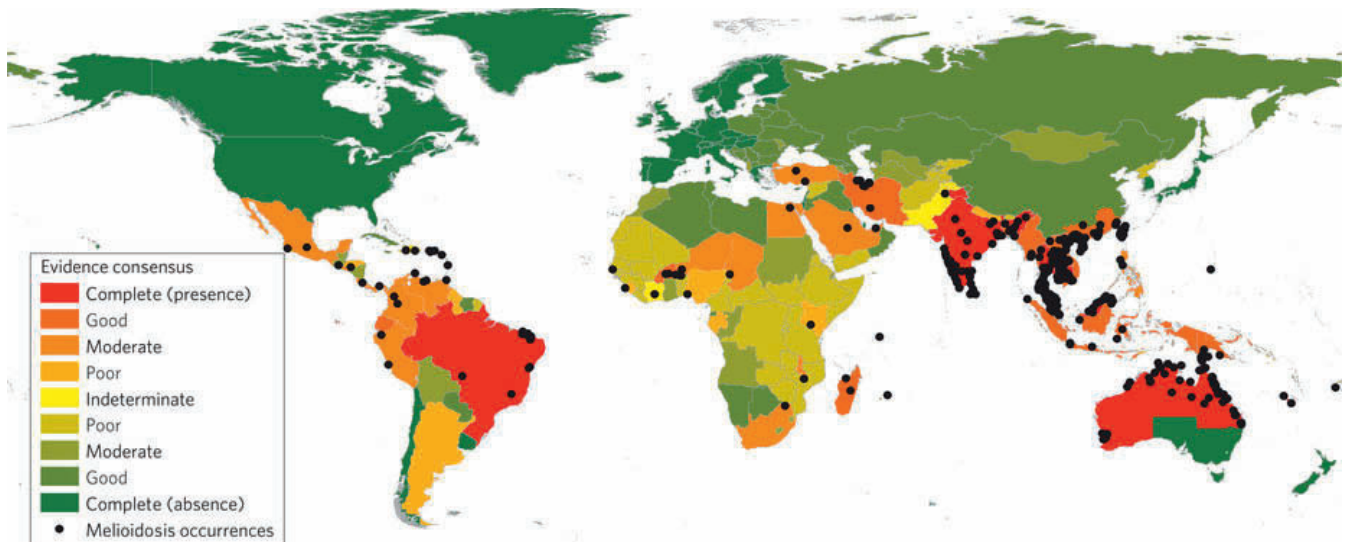 Evidence consensus
Complete (presence)
Good
Moderate
Poor
Indeterminate
Poor
Moderate
Good
Complete (absence)
Melioidosis occurrences